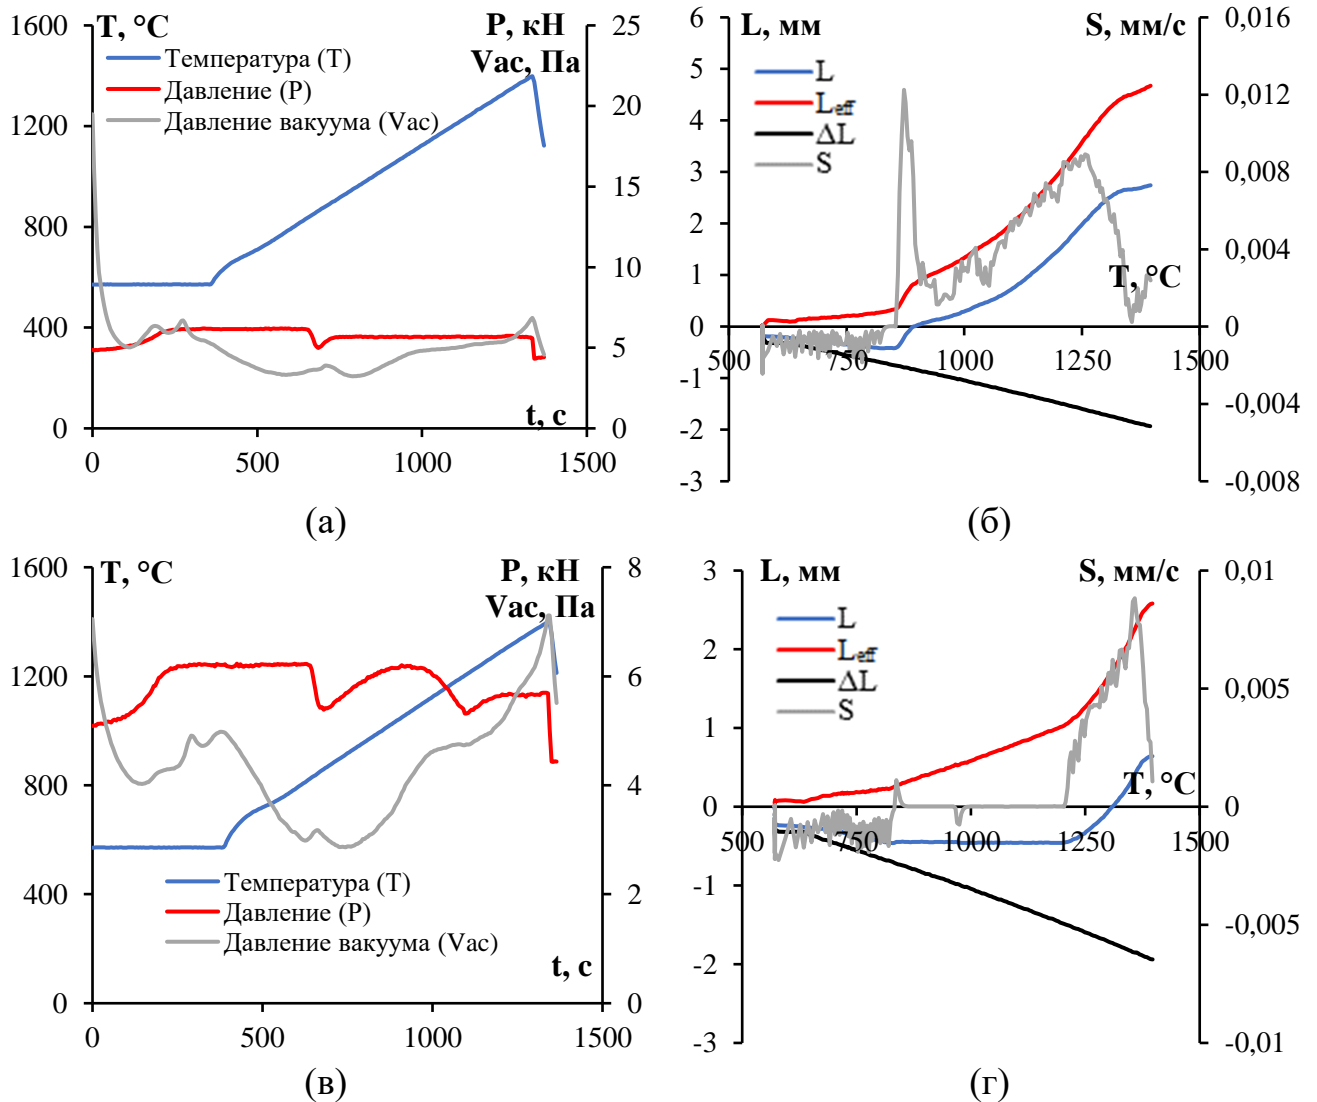 T, °C
P, кН
Vac, Па
Температура (T)
Давление (P)
Давление вакуума (Vac)
1600
1200
800
400
0
25
20
15
10
5
0
t, с
0
500
1000
1500
(а)
L, мм
S, мм/с
L
Leff
ΔL
S
6
5
4
3
2
1
0
-1
-2
-3
0,016
0,012
0,008
0,004
0
-0,004
-0,008
T, °C
500
750
1000
1250
1500
(б)
T, °C
P, кН
Vac, Па
1600
1200
800
400
0
8
6
4
2
0
Температура (T)
Давление (P)
Давление вакуума (Vac)
t, с
0
500
1000
1500
(в)
L, мм
S, мм/с
L
Leff
ΔL
S
3
2
1
0
-1
-2
-3
0,01
0,005
0
-0,005
-0,01
T, °C
500
750
1000
1250
1500
(г)